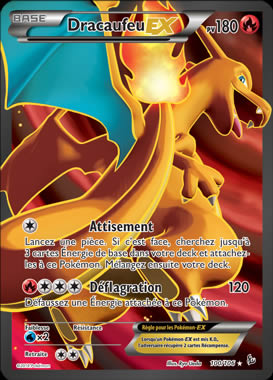 BASE
Dracaufeu EX PV180
Attisement
Lancez une pièce. Si c'est face, cherchez jusqu'à
3 cartes Énergie de base dans votre deck et attachez-
les à ce Pokémon. Mélangez ensuite votre deck.
Déflagration 120
Défaussez une Énergie attachée à ce Pokémon.
Faiblesse Résistance
×2
Règle pour les Pokémon-EX
Lorsqu'un Pokémon-EX est mis K.O.,
l'adversaire récupère 2 cartes Récompense.
Retraite
Illus. Ryo Ueda
100/106